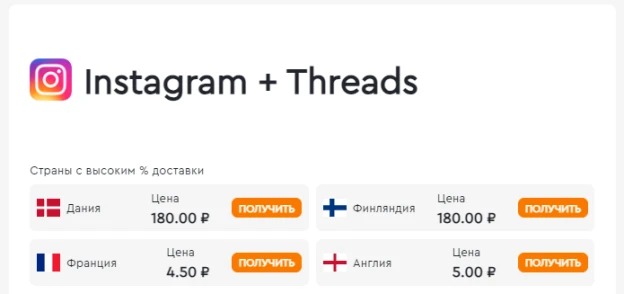 Instagram + Threads
Страны с высоким % доставки
Дания Цена 180.00 ₽ ПОЛУЧИТЬ
Финляндия Цена 180.00 ₽ ПОЛУЧИТЬ
Франция Цена 4.50 ₽ ПОЛУЧИТЬ
Англия Цена 5.00 ₽ ПОЛУЧИТЬ